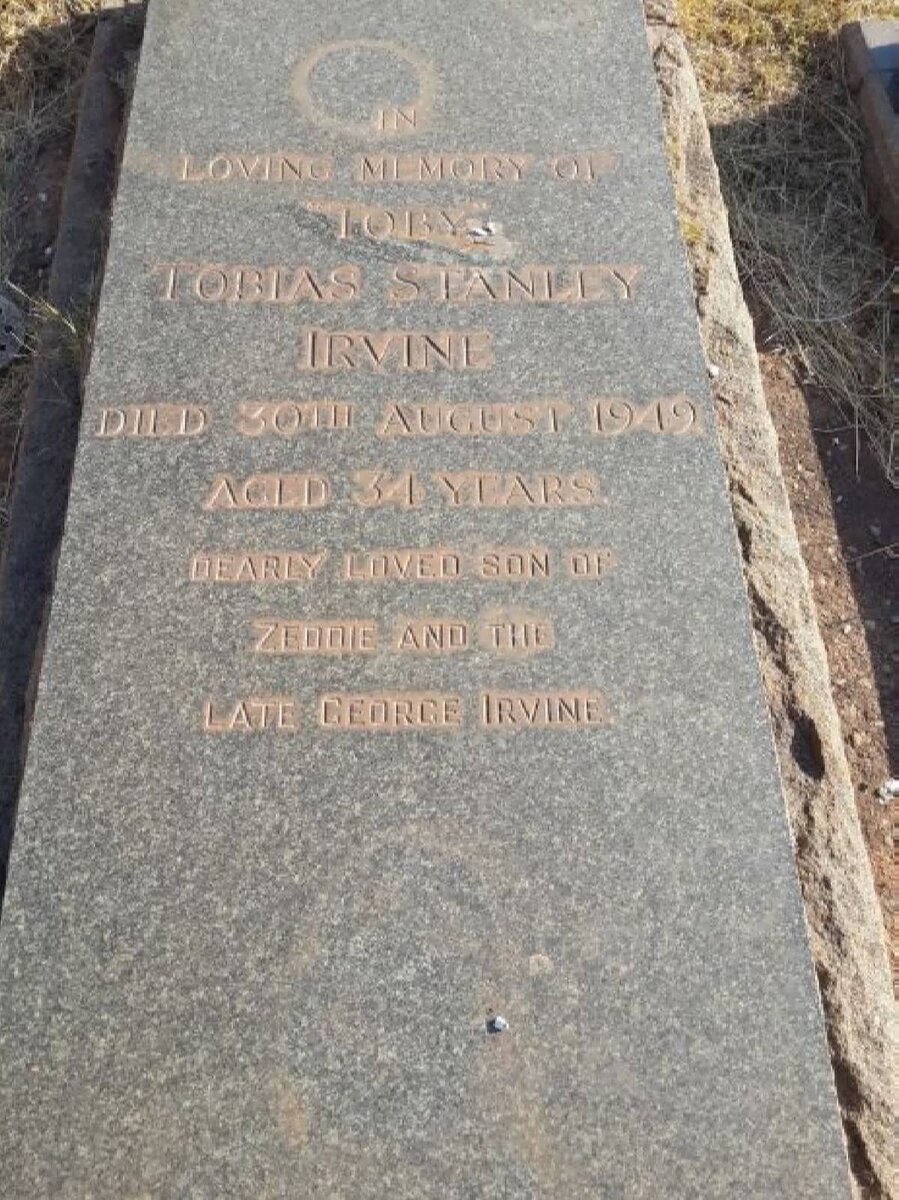 IN
LOVING MEMORY OF
"TOBY"
TOBIAS STANLEY
IRVINE
DIED 30TH AUGUST 1949
AGED 34 YEARS.
DEARLY LOVED SON OF
ZEDDIE AND THE
LATE GEORGE IRVINE.